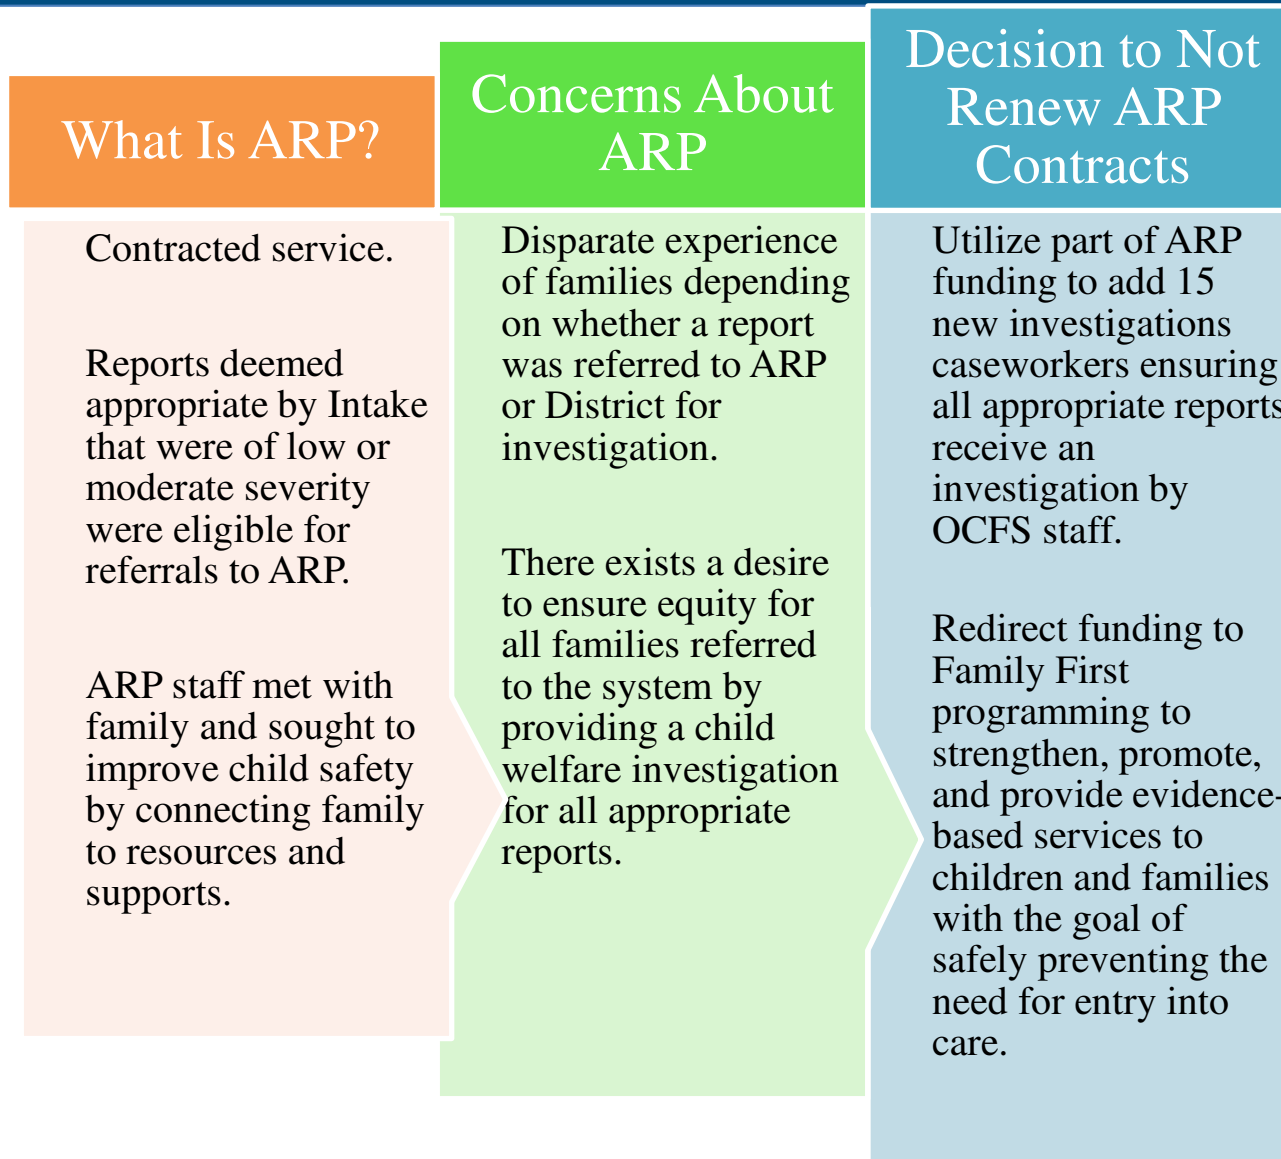 What Is ARP?
Contracted service.
Reports deemed
appropriate by Intake
that were of low or
moderate severity
were eligible for
referrals to ARP.
ARP staff met with
family and sought to
improve child safety
by connecting family
to resources and
supports.
Concerns About
ARP
Disparate experience
of families depending
on whether a report
was referred to ARP
or District for
investigation.
There exists a desire
to ensure equity for
all families referred
to the system by
providing a child
welfare investigation
for all appropriate
reports.
Decision to Not
Renew ARP
Contracts
Utilize part of ARP
funding to add 15
new investigations
caseworkers ensuring
all appropriate reports
receive an
investigation by
OCFS staff.
Redirect funding to
Family First
programming to
strengthen, promote,
and provide evidence-
based services to
children and families
with the goal of
safely preventing the
need for entry into
care.